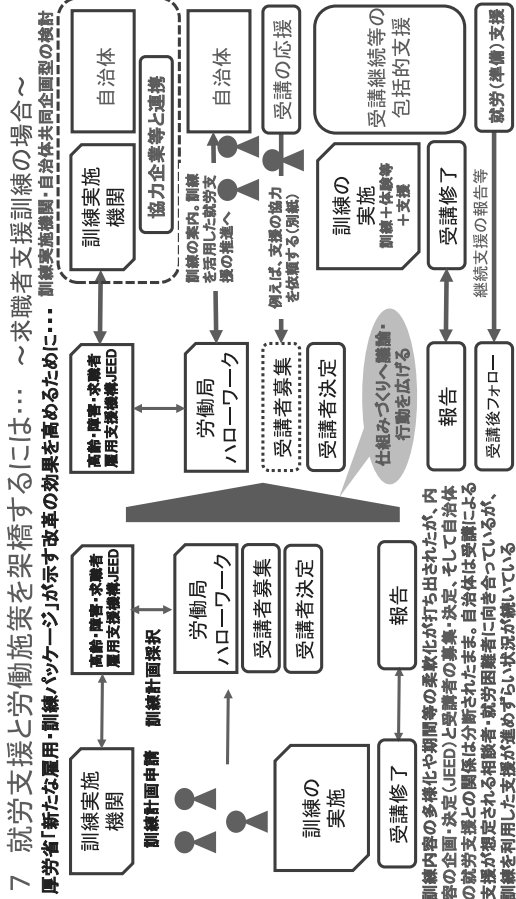 ７　就労支援と労働施策を架橋するには…　～求職者支援訓練の場合～
厚労省「新たな雇用・訓練パッケージ」が示す改革の効果を高めるために・・・
訓練実施機関・自治体共同企画型の検討
訓練実施
機関
訓練計画申請
高齢・障害・求職者
雇用支援機構JEED
訓練計画採択
労働局
ハローワーク
受講者募集
受講者決定
訓練の
実施
受講修了
報告
訓練内容の多様化や期間等の柔軟化が打ち出されたが、内
容の企画・決定（JEED）と受講者の募集・決定、そして自治体
の就労支援との関係は分断されたまま。自治体は受講による
支援が想定される相談者・就労困難者に向き合っているが、
訓練を利用した支援が進めずらい状況が続いている
仕組みづくりへ議論・
行動を広げる
高齢・障害・求職者
雇用支援機構JEED
訓練実施
機関
自治体
協力企業等と連携
労働局
ハローワーク
訓練の案内。訓練
を活用した就労支
援の推進へ
自治体
受講者募集
例えば、支援の協力
を依頼する（別紙）
受講の応援
受講者決定
訓練の
実施
訓練＋体験等
＋支援
受講継続等の
包括的支援
報告
受講修了
受講後フォロー
継続支援の報告等
就労（準備）支援